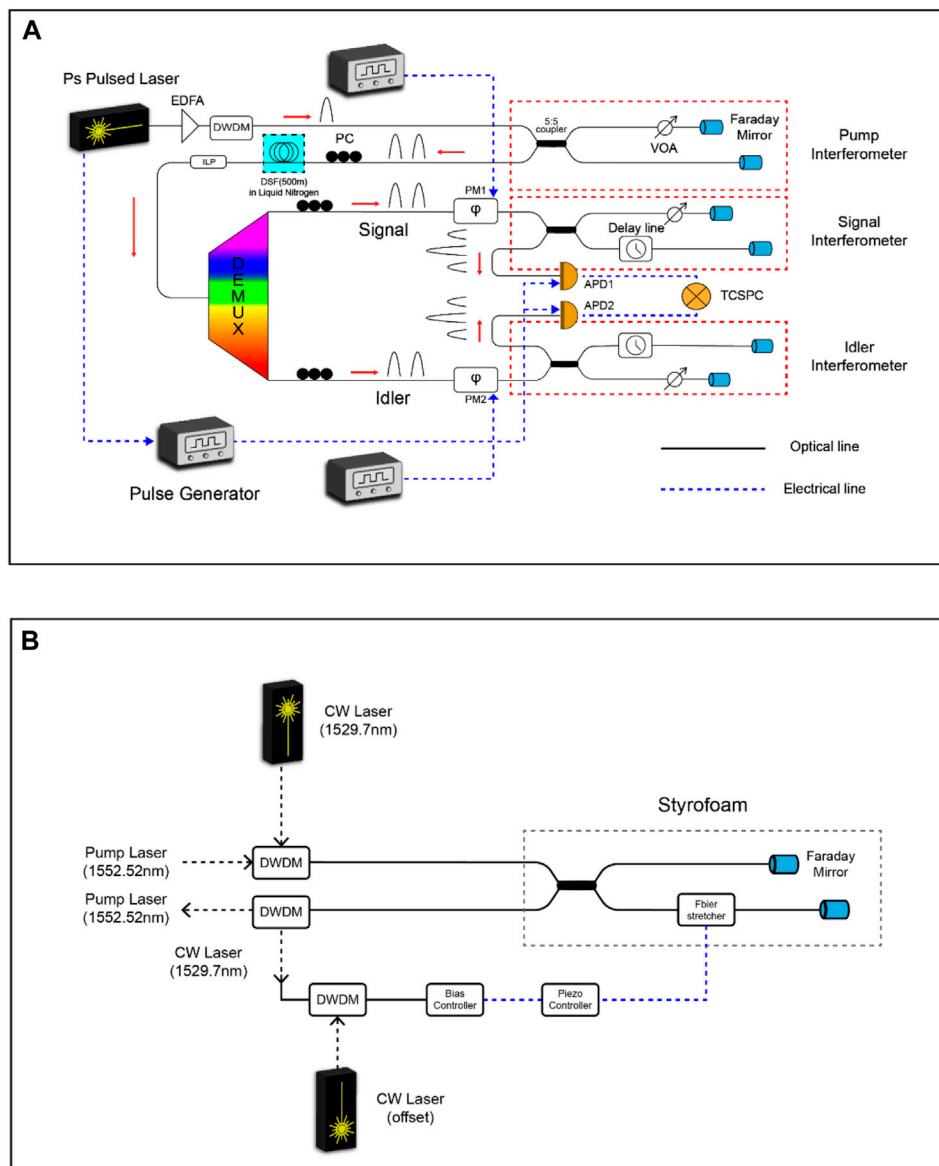 A
Ps Pulsed Laser
EDFA
DWDM
5:5
coupler
VOA
Faraday
Mirror
Pump
Interferometer
ILP
DSF(500m)
in Liquid Nitrogen
PC
Signal
PM1
φ
Delay line
Signal
Interferometer
DEMUX
APD1
APD2
TCSPC
Idler
φ
PM2
Idler
Interferometer
Pulse Generator
Optical line
Electrical line
B
CW Laser
(1529.7nm)
Styrofoam
Pump Laser
(1552.52nm)
DWDM
Faraday
Mirror
Pump Laser
(1552.52nm)
DWDM
Fbier
stretcher
CW Laser
(1529.7nm)
DWDM
Bias
Controller
Piezo
Controller
CW Laser
(offset)